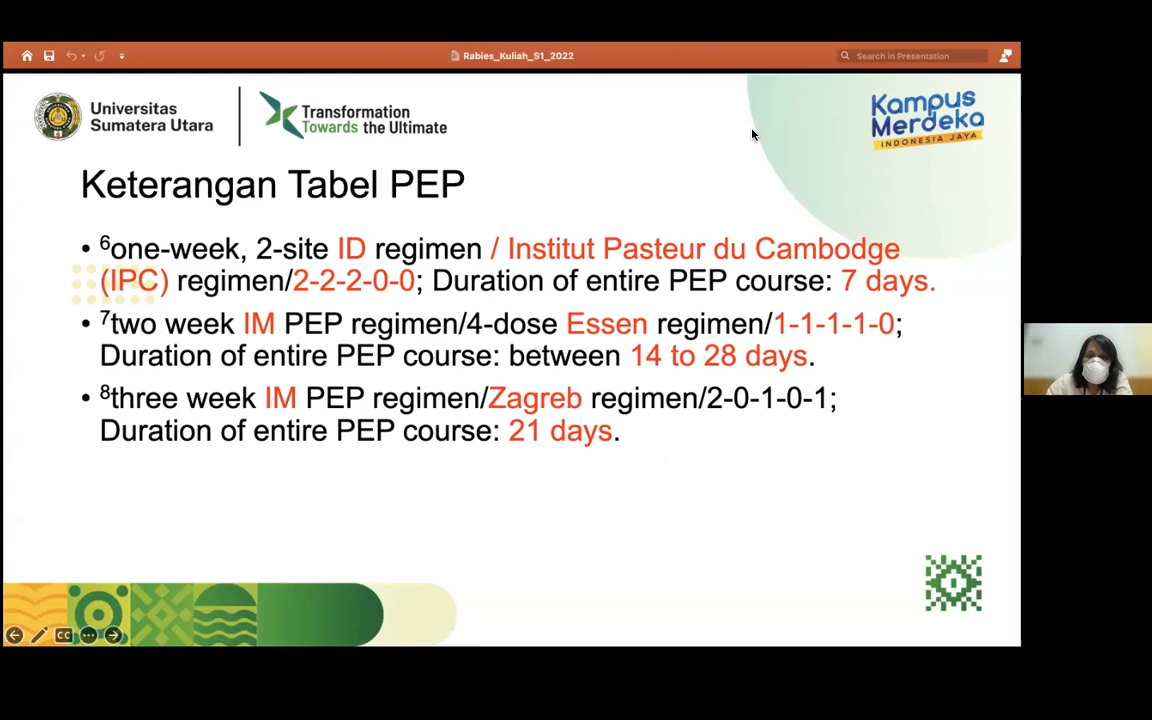 Rabies_Kuliah_S1_2022
Search in Presentation
Universitas
Sumatera Utara
Transformation
Towards the Ultimate
Kampus
Merdeka
INDONESIA JAYA
Keterangan Tabel PEP
• 6one-week, 2-site ID regimen / Institut Pasteur du Cambodge
(IPC) regimen/2-2-2-0-0; Duration of entire PEP course: 7 days.
• 7two week IM PEP regimen/4-dose Essen regimen/1-1-1-1-0;
Duration of entire PEP course: between 14 to 28 days.
• 8three week IM PEP regimen/Zagreb regimen/2-0-1-0-1;
Duration of entire PEP course: 21 days.
CC